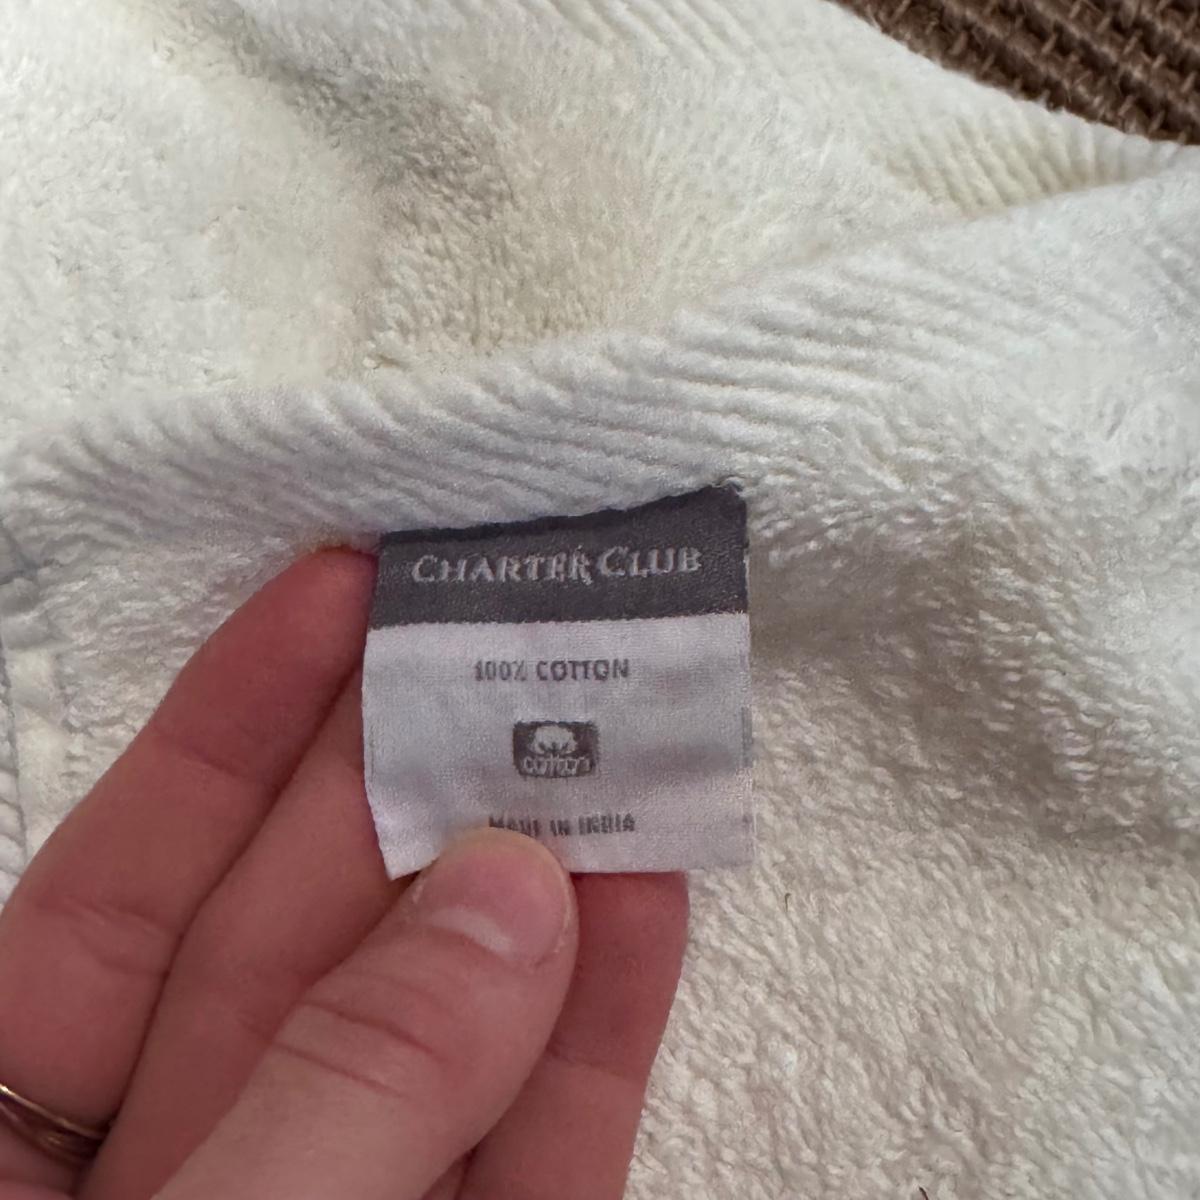 CHARTER CLUB
100% COTTON
cotton
MADE IN INDIA